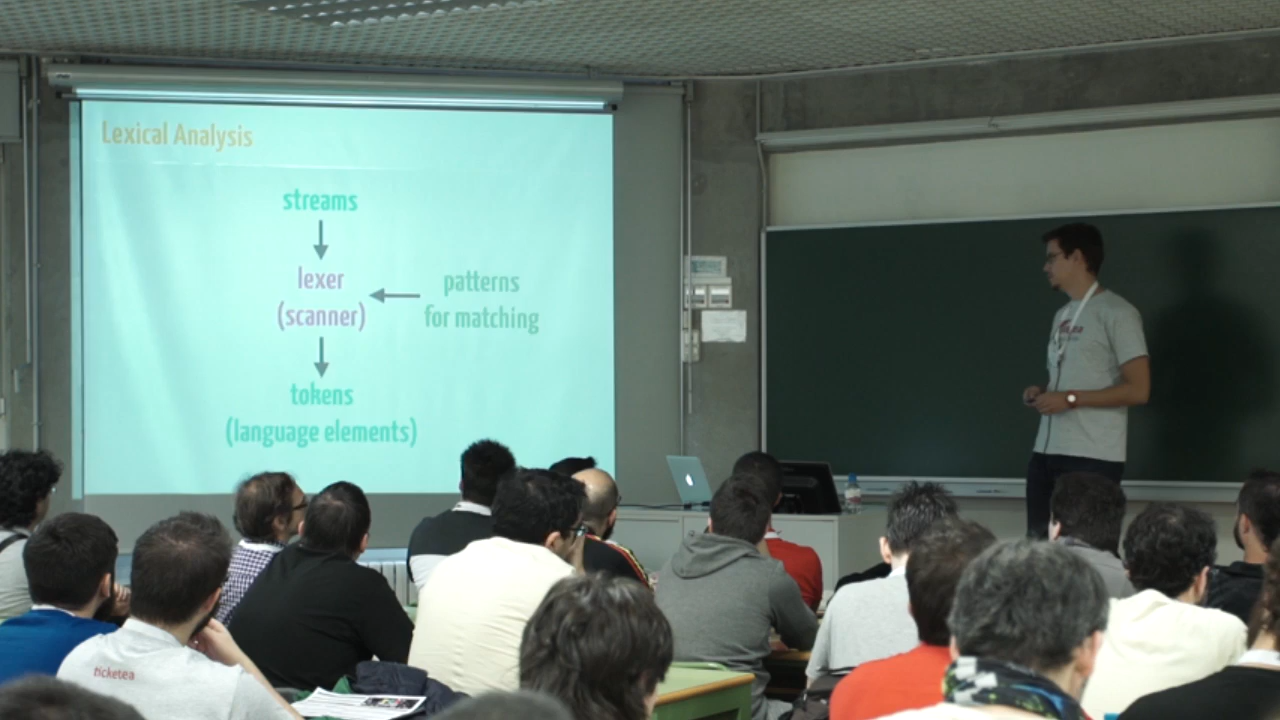 Lexical Analysis
streams
lexer
(scanner)
patterns
for matching
tokens
(language elements)
ticketea